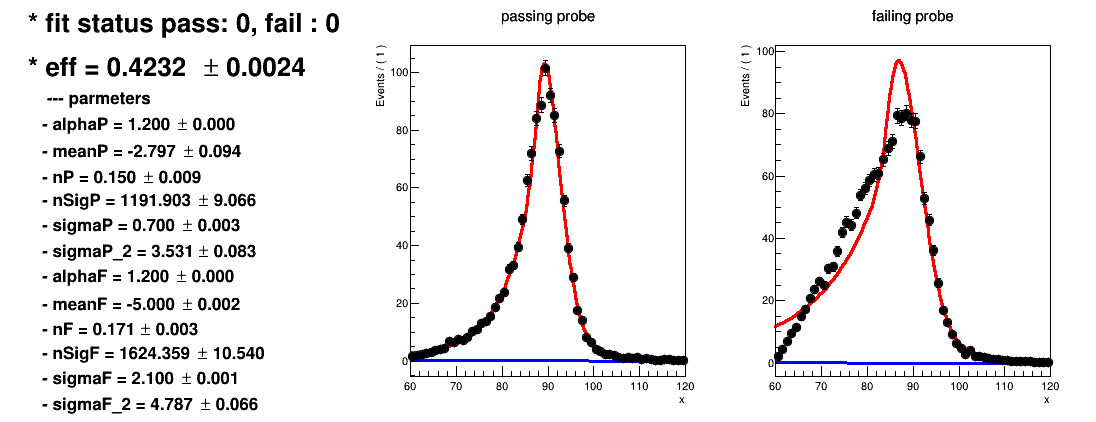 * fit status pass: 0, fail : 0
* eff = 0.4232 ± 0.0024
--- parmeters
- alphaP = 1.200 ± 0.000
- meanP = -2.797 ± 0.094
- nP = 0.150 ± 0.009
- nSigP = 1191.903 ± 9.066
- sigmaP = 0.700 ± 0.003
- sigmaP_2 = 3.531 ± 0.083
- alphaF = 1.200 ± 0.000
- meanF = -5.000 ± 0.002
- nF = 0.171 ± 0.003
- nSigF = 1624.359 ± 10.540
- sigmaF = 2.100 ± 0.001
- sigmaF_2 = 4.787 ± 0.066
passing probe
Events / ( 1 )
100
80
60
40
20
0
60 70 80 90 100 110 120
x
failing probe
Events / ( 1 )
100
80
60
40
20
0
60 70 80 90 100 110 120
x